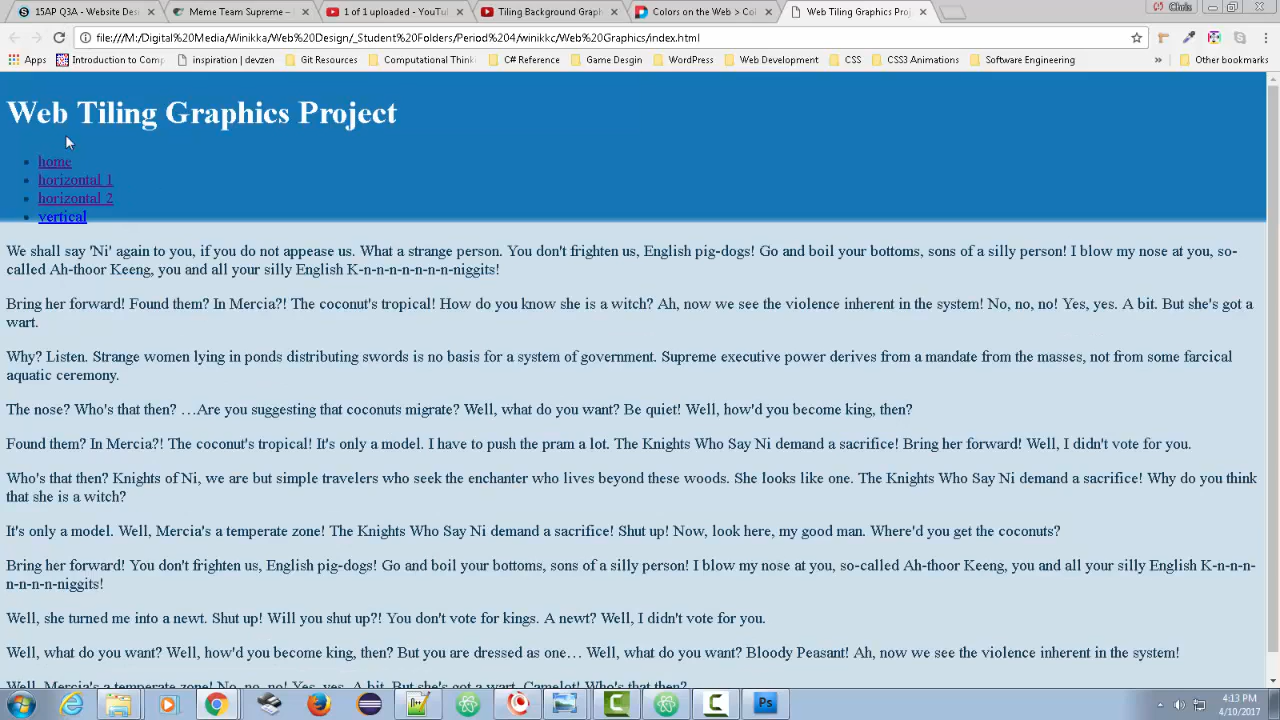 15AP Q3A - Website Desi
Meme Team Supreme –
1 of 1 uploaded - YouTu
Tiling Background Graph
Colors on the Web > Col
Web Tiling Graphics Proj
Chols
file:///M:/Digital%20Media/Winikka/Web%20Design/_Student%20Folders/Period%204/winikkc/Web%20Graphics/index.html
Apps
Introduction to Comp
inspiration | devzen
Git Resources
Computational Think
C# Reference
Game Desgin
WordPress
Web Development
CSS
CSS3 Animations
Software Engineering
»
Other bookmarks
Web Tiling Graphics Project
home
horizontal 1
horizontal 2
vertical
We shall say 'Ni' again to you, if you do not appease us. What a strange person. You don't frighten us, English pig-dogs! Go and boil your bottoms, sons of a silly person! I blow my nose at you, so-
called Ah-thoor Keeng, you and all your silly English K-n-n-n-n-n-n-n-niggits!
Bring her forward! Found them? In Mercia?! The coconut's tropical! How do you know she is a witch? Ah, now we see the violence inherent in the system! No, no, no! Yes, yes. A bit. But she's got a
wart.
Why? Listen. Strange women lying in ponds distributing swords is no basis for a system of government. Supreme executive power derives from a mandate from the masses, not from some farcical
aquatic ceremony.
The nose? Who's that then? …Are you suggesting that coconuts migrate? Well, what do you want? Be quiet! Well, how'd you become king, then?
Found them? In Mercia?! The coconut's tropical! It's only a model. I have to push the pram a lot. The Knights Who Say Ni demand a sacrifice! Bring her forward! Well, I didn't vote for you.
Who's that then? Knights of Ni, we are but simple travelers who seek the enchanter who lives beyond these woods. She looks like one. The Knights Who Say Ni demand a sacrifice! Why do you think
that she is a witch?
It's only a model. Well, Mercia's a temperate zone! The Knights Who Say Ni demand a sacrifice! Shut up! Now, look here, my good man. Where'd you get the coconuts?
Bring her forward! You don't frighten us, English pig-dogs! Go and boil your bottoms, sons of a silly person! I blow my nose at you, so-called Ah-thoor Keeng, you and all your silly English K-n-n-n-
n-n-n-n-niggits!
Well, she turned me into a newt. Shut up! Will you shut up?! You don't vote for kings. A newt? Well, I didn't vote for you.
Well, what do you want? Well, how'd you become king, then? But you are dressed as one… Well, what do you want? Bloody Peasant! Ah, now we see the violence inherent in the system!
Well, Mercia's a temperate zone! No, no, no! Yes, yes. A bit. But she's got a wart. Camelot! Who's that then?
Ps
4:13 PM
4/10/2017